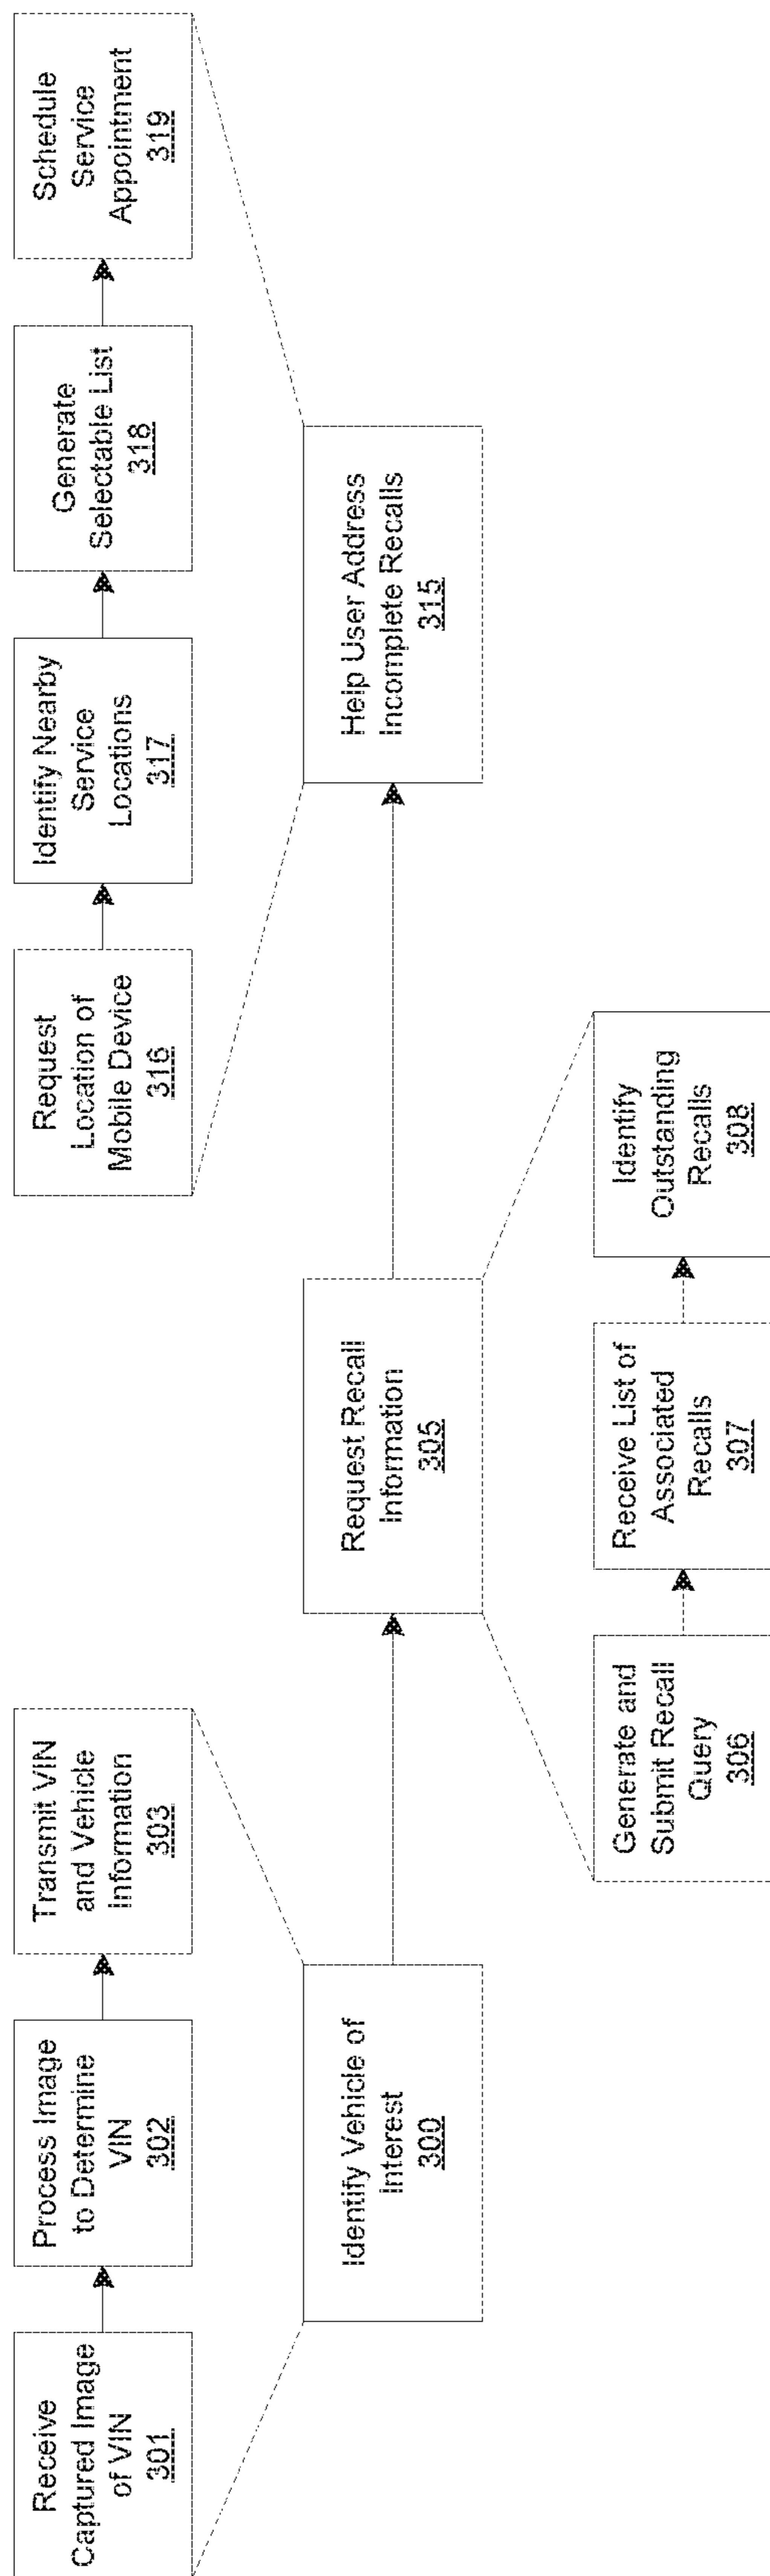 Receive
Captured Image
of VIN
301
Process Image
to Determine
VIN
302
Transmit VIN
and Vehicle
Information
303
Identify Vehicle of
Interest
300
Request Recall
Information
305
Generate and
Submit Recall
Query
306
Receive List of
Associated
Recalls
307
Identify
Outstanding
Recalls
308
Help User Address
Incomplete Recalls
315
Request
Location of
Mobile Device
316
Identify Nearby
Service
Locations
317
Generate
Selectable List
318
Schedule
Service
Appointment
319